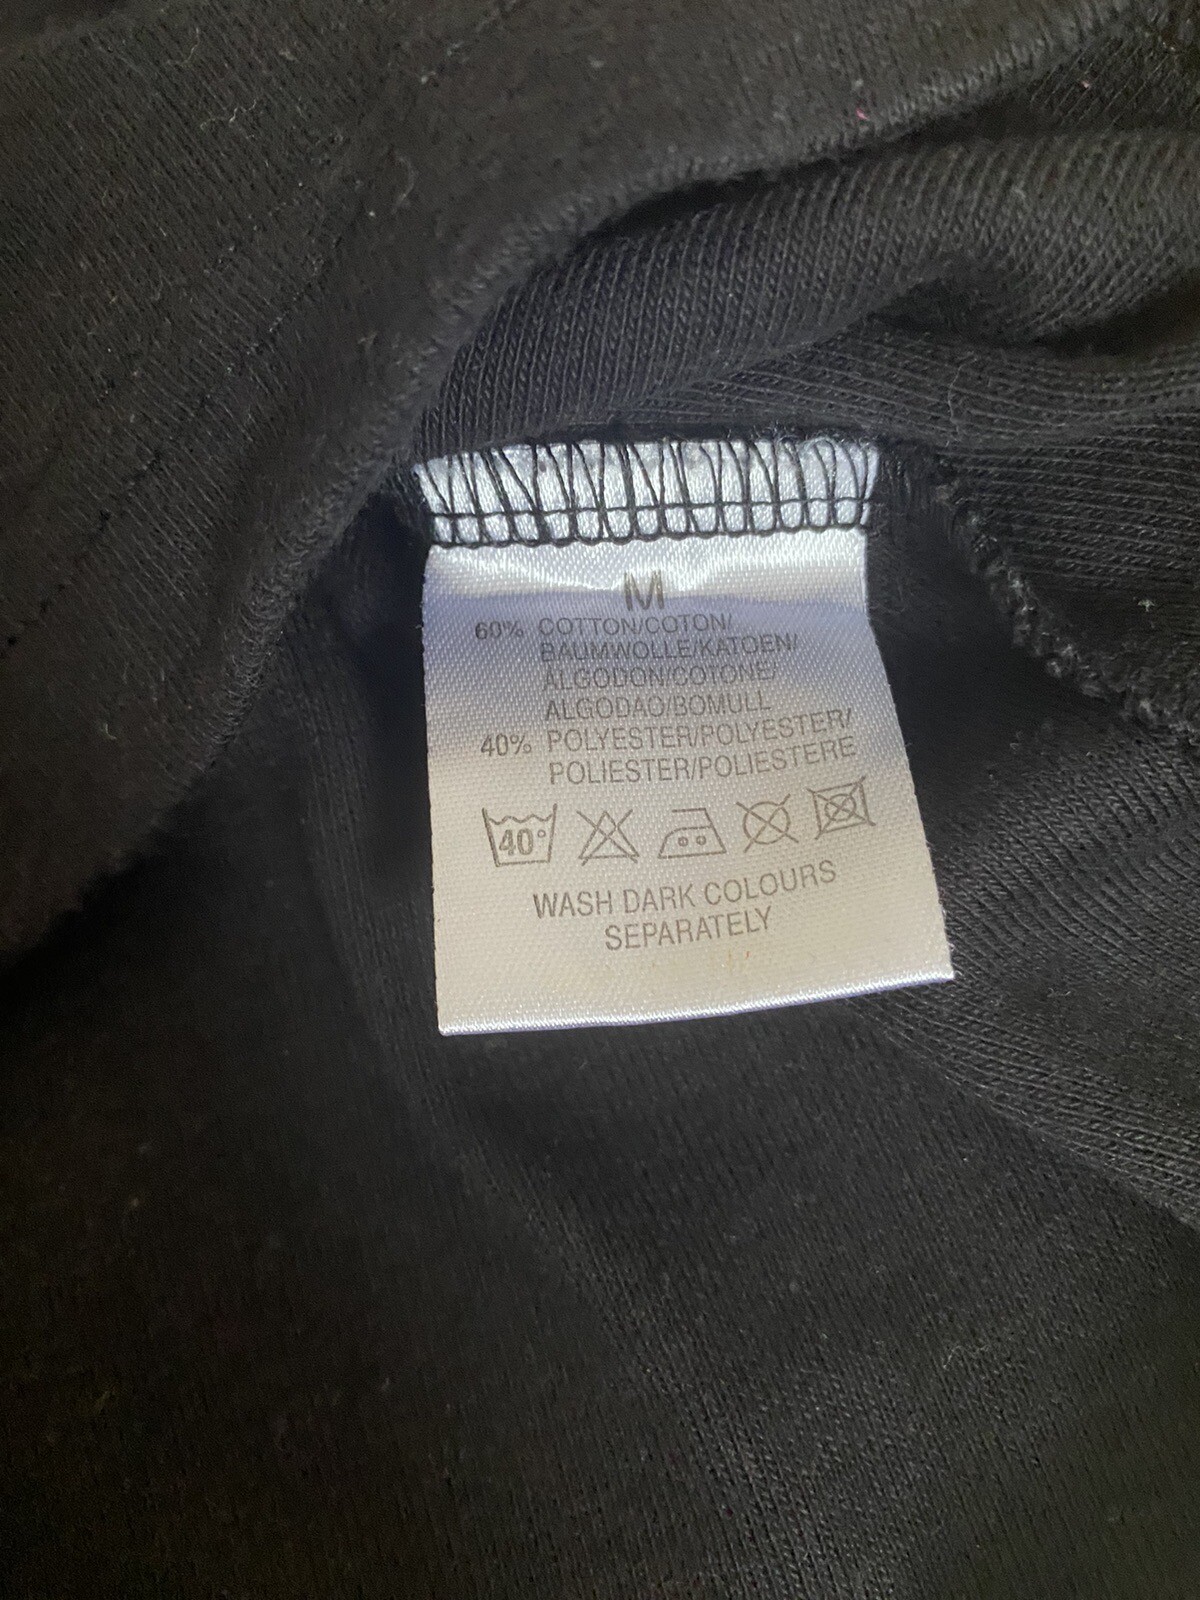 M
60% COTTON/COTON/
BAUMWOLLE/KATOEN/
ALGODON/COTONE/
ALGODAO/BOMULL
40% POLYESTER/POLYESTER/
POLIESTER/POLIESTERE
40°
WASH DARK COLOURS
SEPARATELY